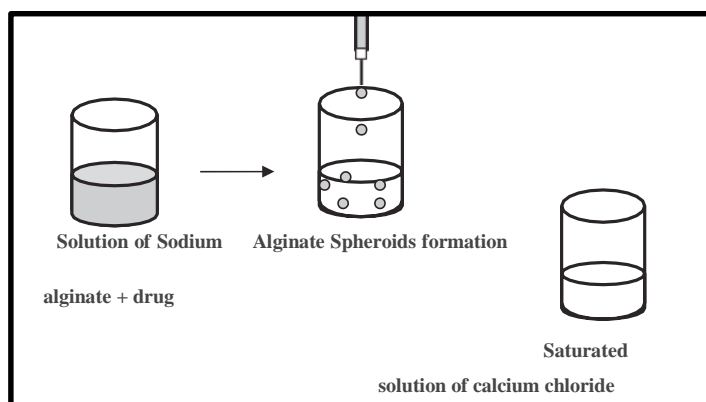 Solution of Sodium
alginate + drug
Alginate Spheroids formation
Saturated
solution of calcium chloride